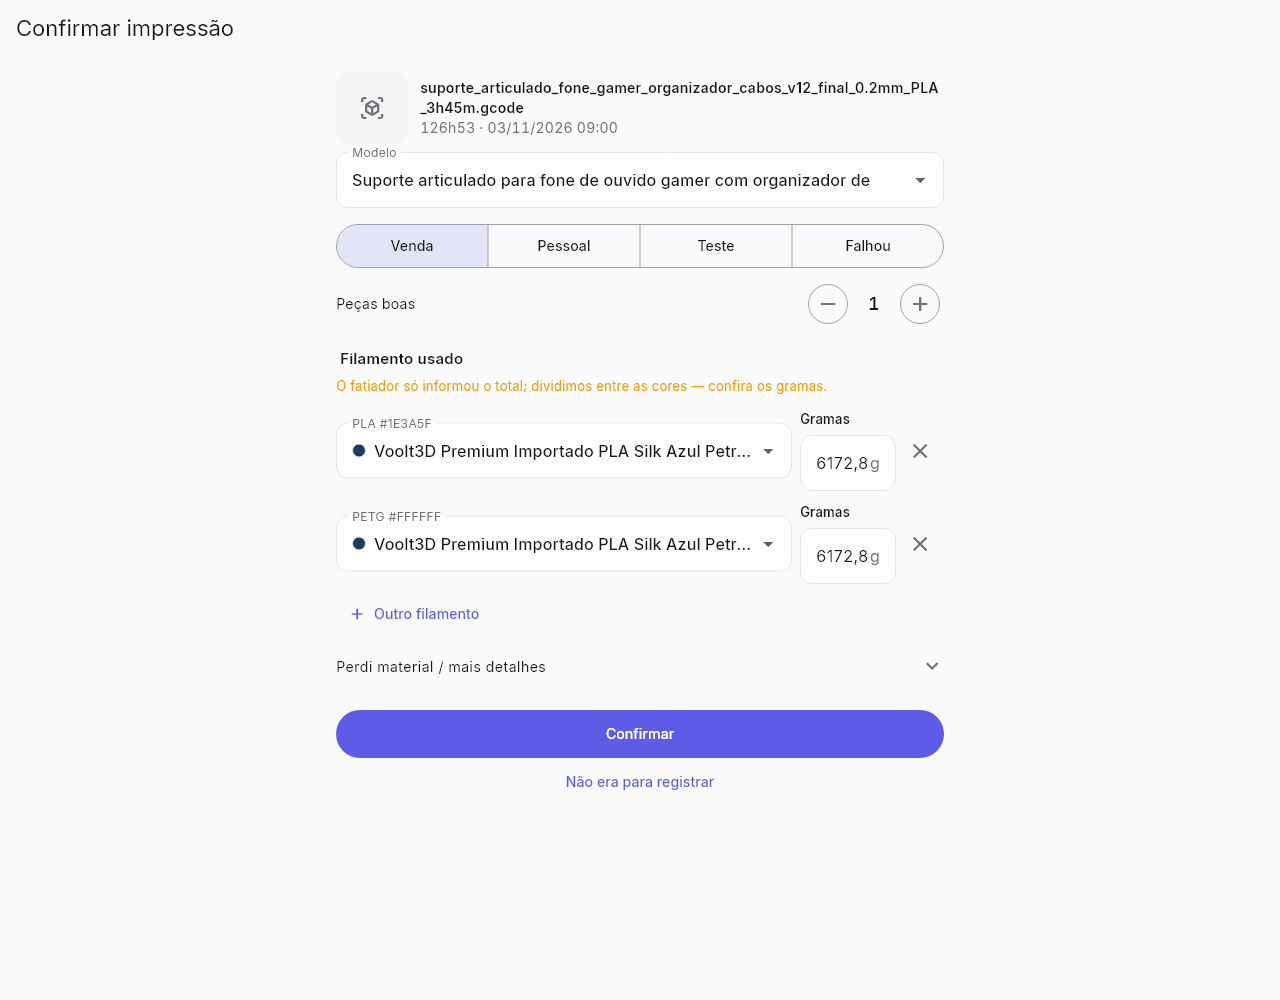 Confirmar impressão
suporte_articulado_fone_gamer_organizador_cabos_v12_final_0.2mm_PLA
_3h45m.gcode
126h53 · 03/11/2026 09:00
Modelo
Suporte articulado para fone de ouvido gamer com organizador de
Venda
Pessoal
Teste
Falhou
Peças boas
1
Filamento usado
O fatiador só informou o total; dividimos entre as cores — confira os gramas.
PLA #1E3A5F
Voolt3D Premium Importado PLA Silk Azul Petr...
Gramas
6172,8g
PETG #FFFFFF
Voolt3D Premium Importado PLA Silk Azul Petr...
Gramas
6172,8g
+ Outro filamento
Perdi material / mais detalhes
Confirmar
Não era para registrar